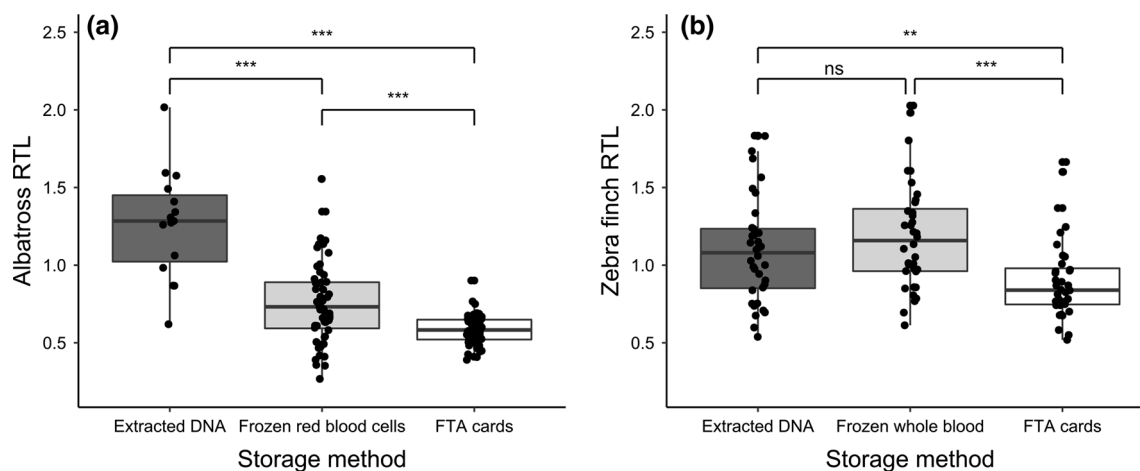 (a)
2.5
2.0
1.5
1.0
0.5
Albatross RTL
***
***
***
Extracted DNA Frozen red blood cells FTA cards
Storage method
(b)
2.5
2.0
1.5
1.0
0.5
Zebra finch RTL
**
ns
***
Extracted DNA Frozen whole blood FTA cards
Storage method